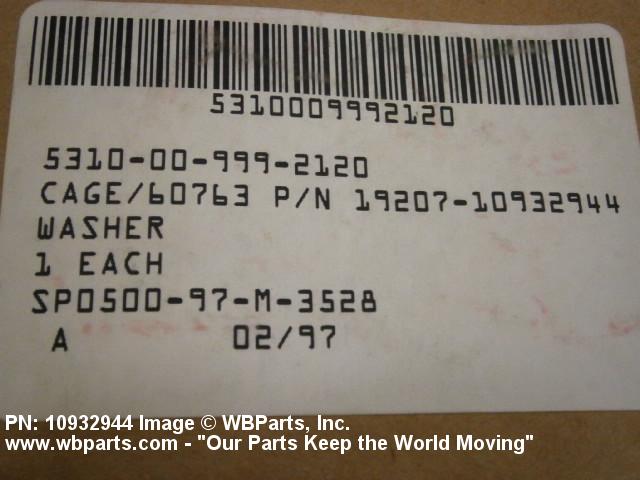 5310009992120
5310-00-999-2120
CAGE/60763 P/N 19207-10932944
WASHER
1 EACH
SP0500-97-M-3528
A 02/97
PN: 10932944 Image © WBParts, Inc.
www.wbparts.com - "Our Parts Keep the World Moving"